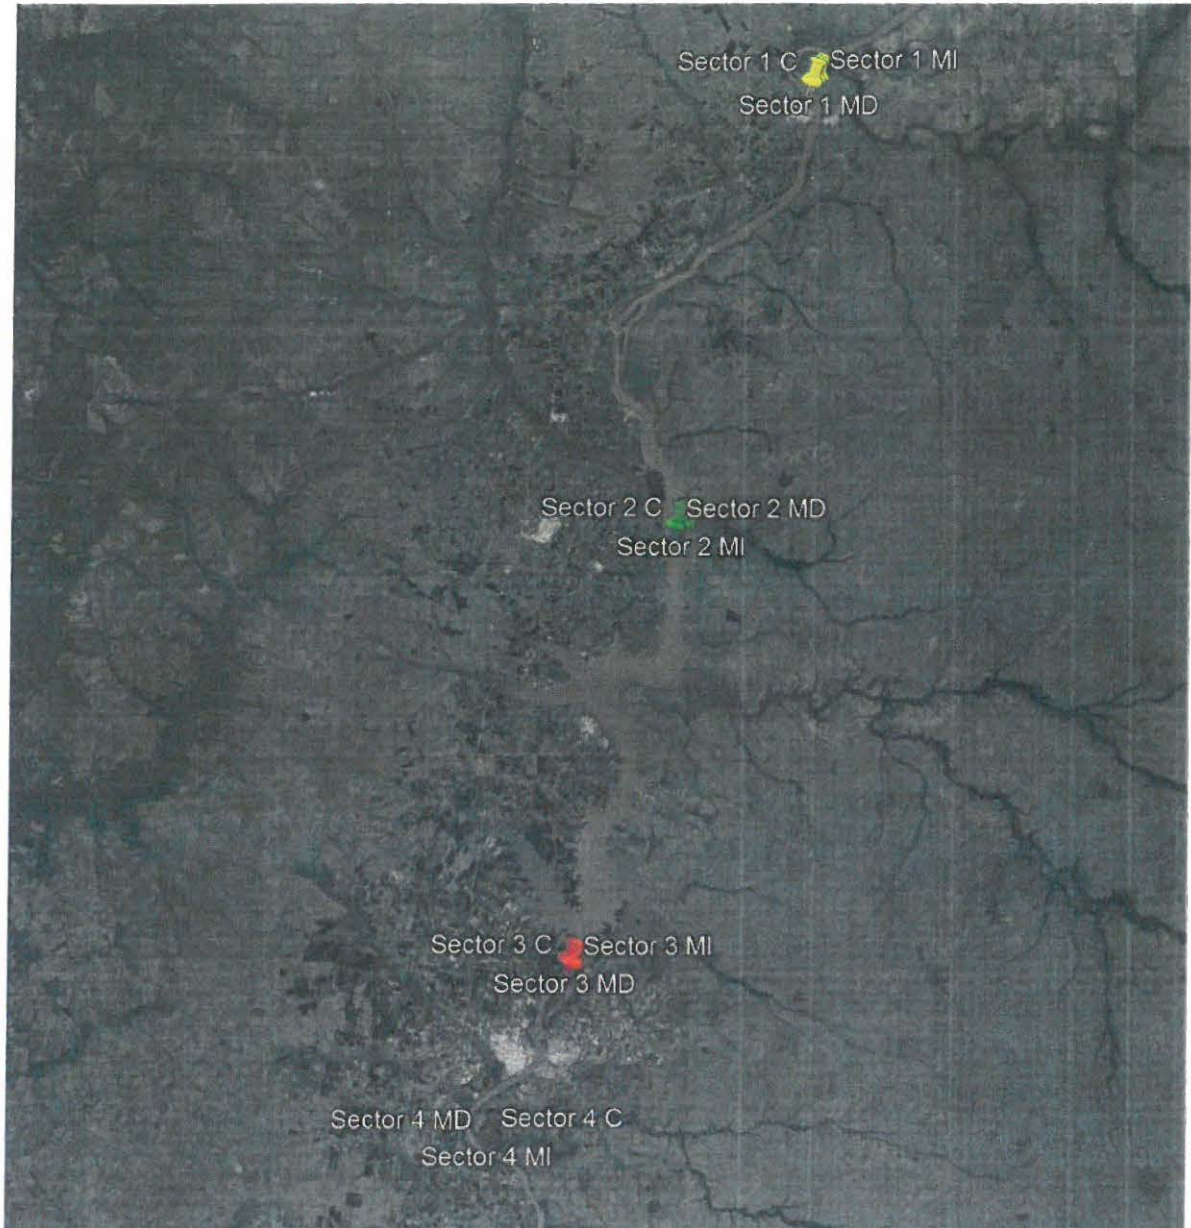 Sector 1 C Sector 1 MI
Sector 1 MD
Sector 2 C Sector 2 MD
Sector 2 MI
Sector 3 C Sector 3 MI
Sector 3 MD
Sector 4 MD Sector 4 C
Sector 4 MI